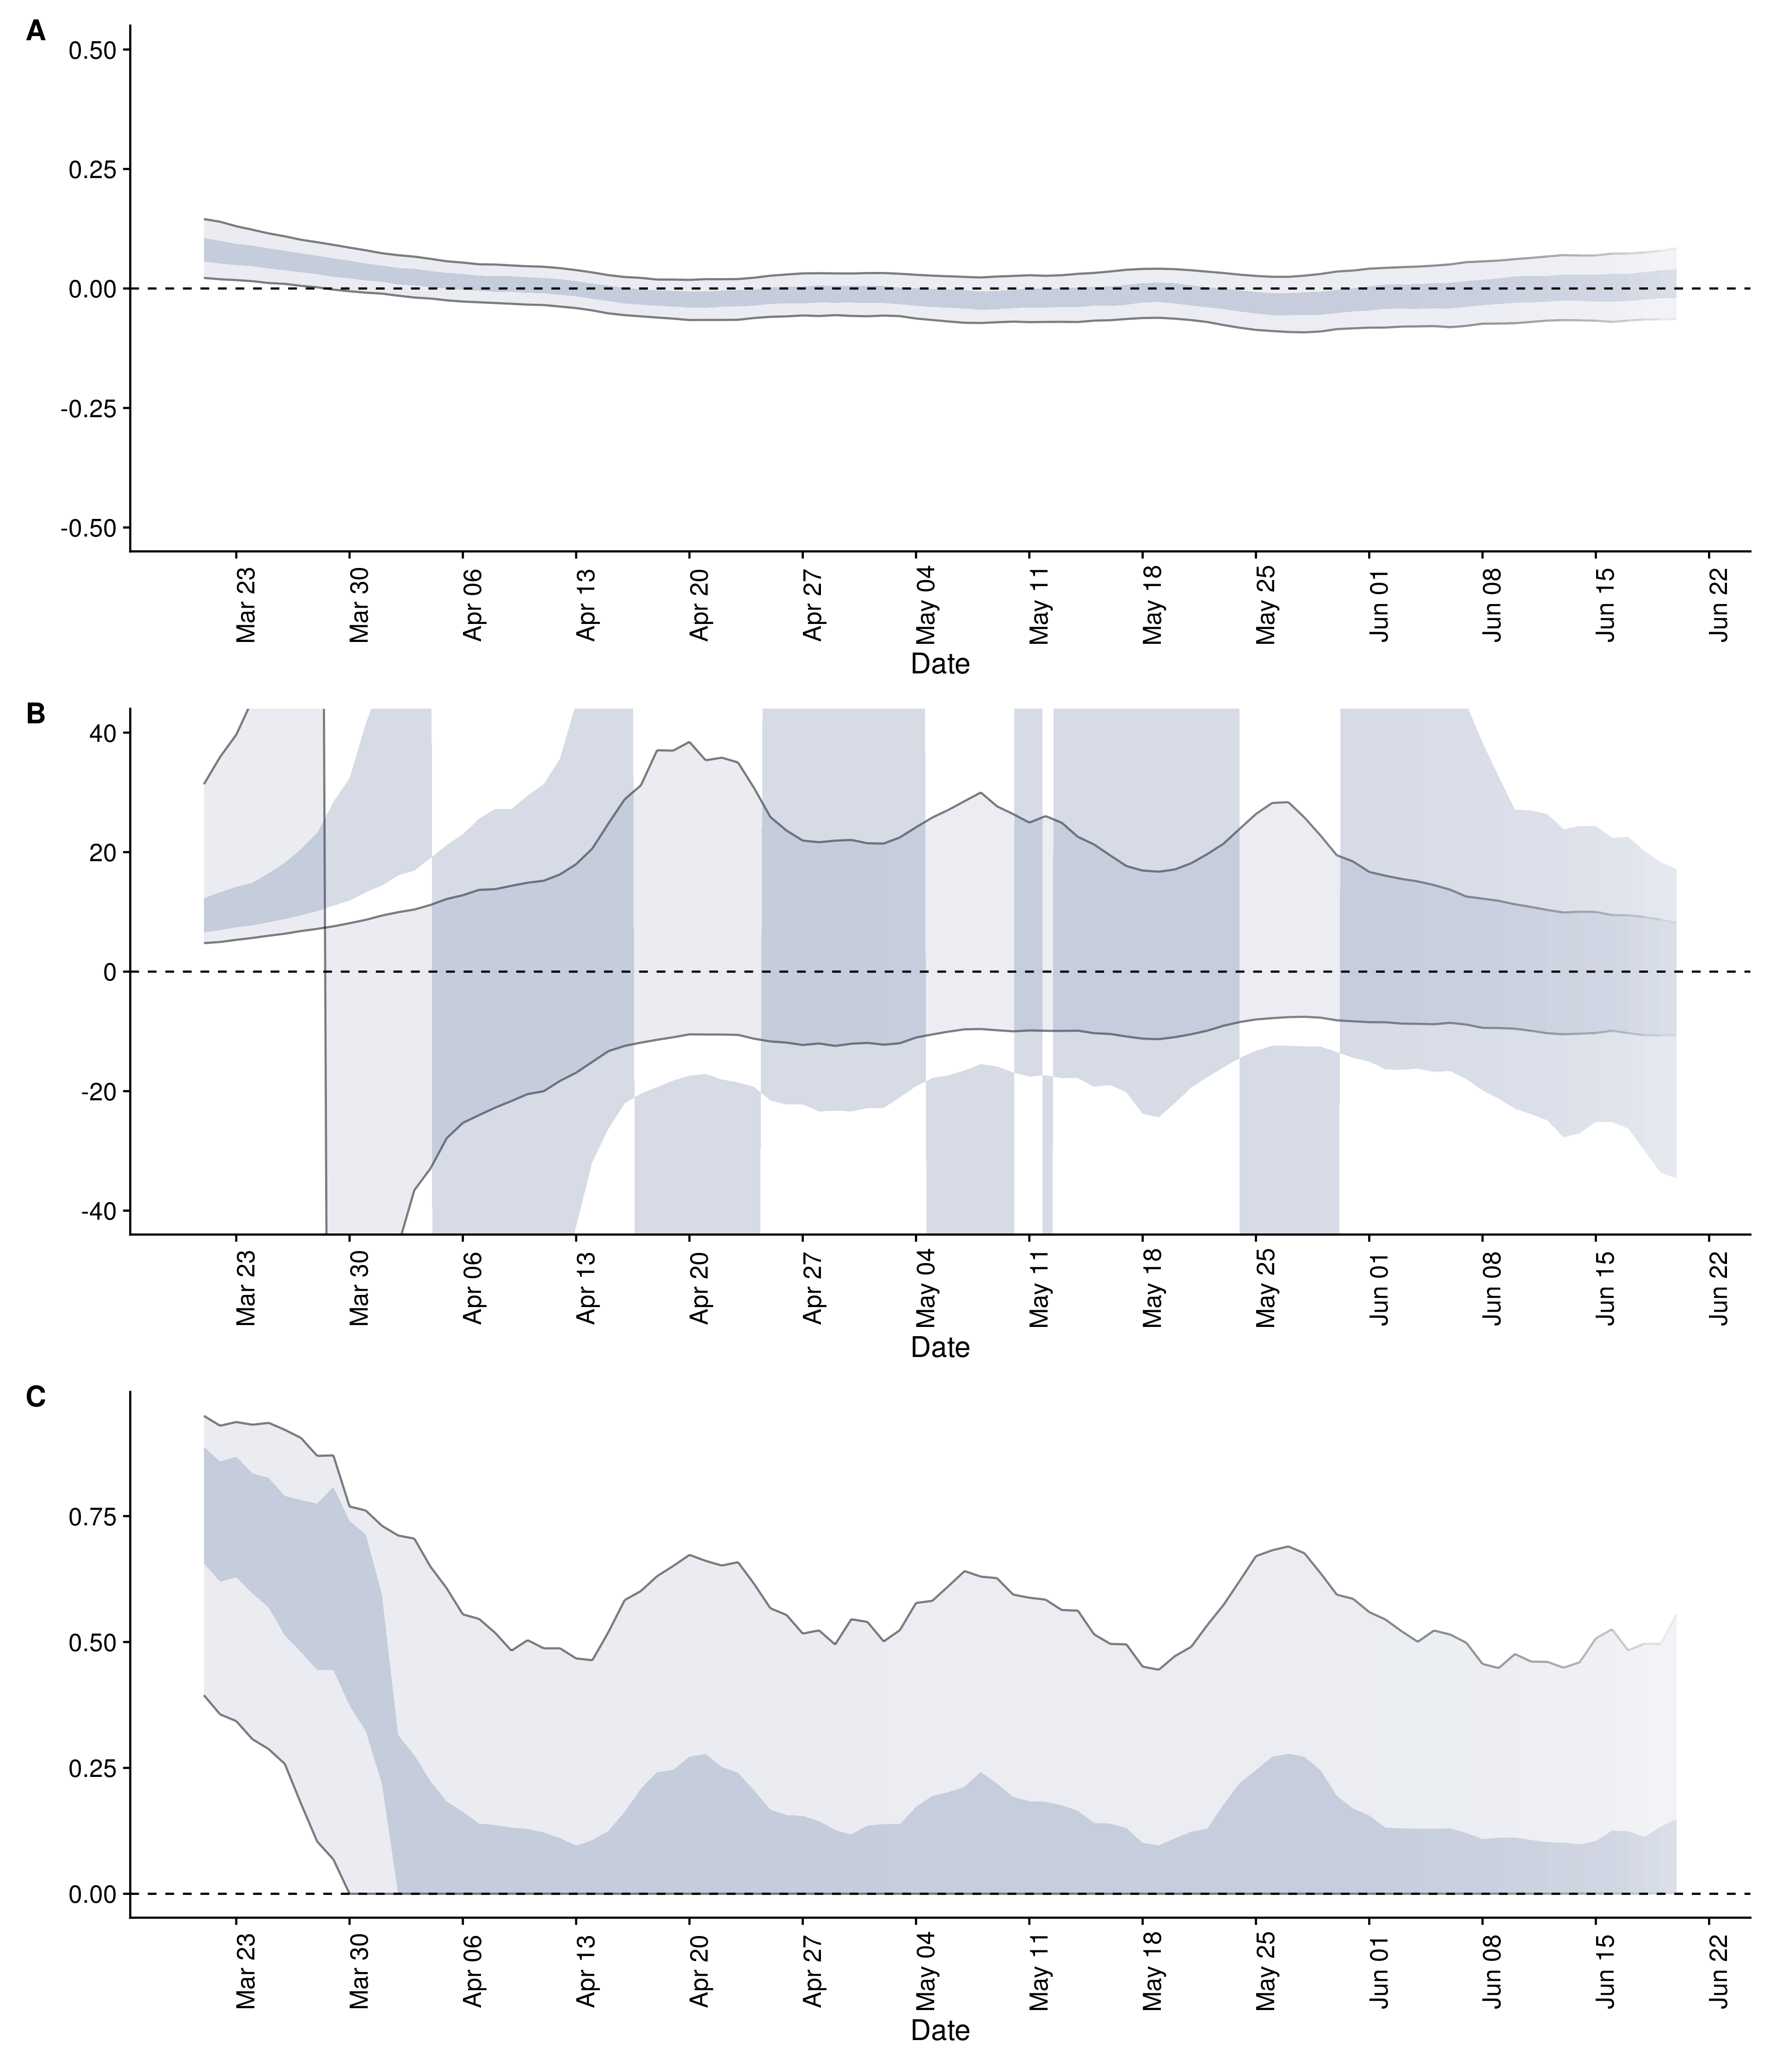 A
0.50
0.25
0.00
-0.25
-0.50
Mar 23
Mar 30
Apr 06
Apr 13
Apr 20
Apr 27
May 04
May 11
May 18
May 25
Jun 01
Jun 08
Jun 15
Jun 22
Date
B
40
20
0
-20
-40
Mar 23
Mar 30
Apr 06
Apr 13
Apr 20
Apr 27
May 04
May 11
May 18
May 25
Jun 01
Jun 08
Jun 15
Jun 22
Date
C
0.75
0.50
0.25
0.00
Mar 23
Mar 30
Apr 06
Apr 13
Apr 20
Apr 27
May 04
May 11
May 18
May 25
Jun 01
Jun 08
Jun 15
Jun 22
Date